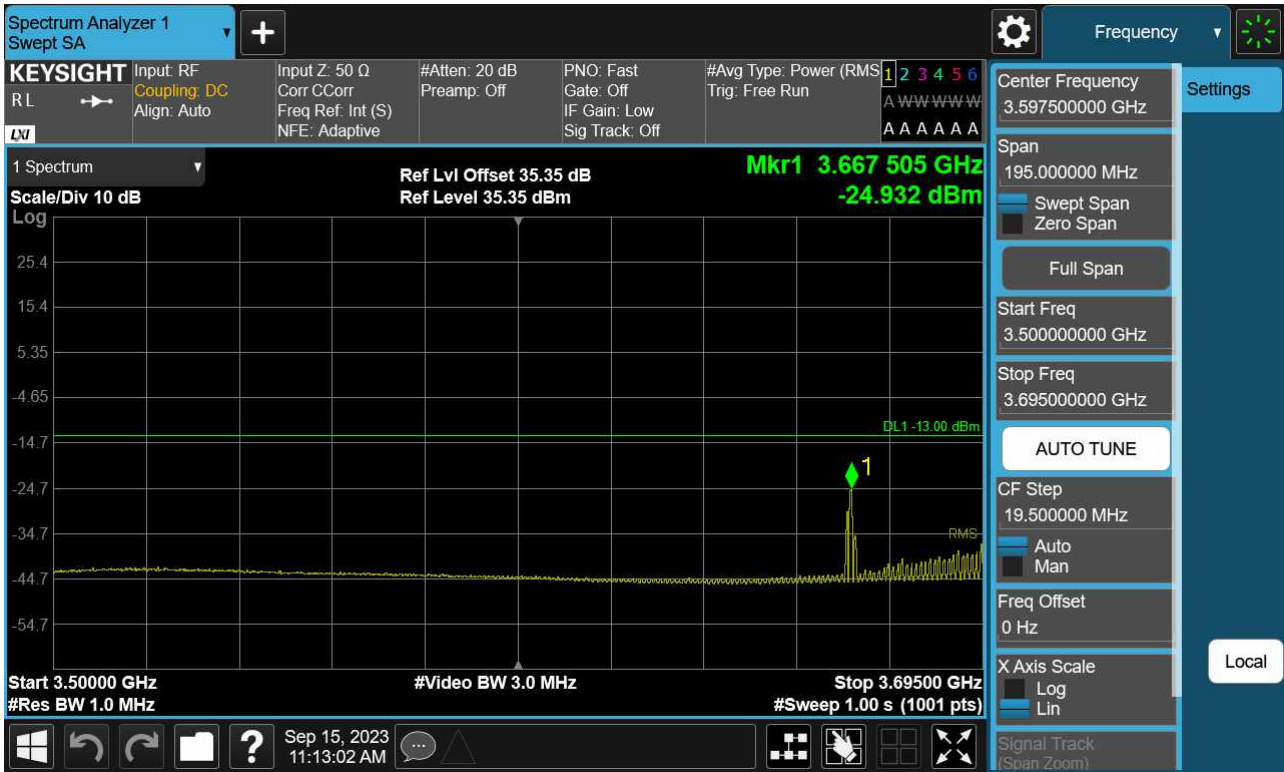 Spectrum Analyzer 1
Swept SA
+
Frequency
KEYSIGHT
R L
LXI
Input: RF
Coupling: DC
Align: Auto
Input Z: 50 Ω
Corr CCorr
Freq Ref: Int (S)
NFE: Adaptive
#Atten: 20 dB
Preamp: Off
PNO: Fast
Gate: Off
IF Gain: Low
Sig Track: Off
#Avg Type: Power (RMS
Trig: Free Run
1 2 3 4 5 6
A W W W W W
A A A A A A
1 Spectrum
Scale/Div 10 dB
Log
Ref Lvl Offset 35.35 dB
Ref Level 35.35 dBm
Mkr1 3.667 505 GHz
-24.932 dBm
25.4
15.4
5.35
-4.65
-14.7
-24.7
-34.7
-44.7
-54.7
DL1 -13.00 dBm
1
RMS
Start 3.50000 GHz
#Res BW 1.0 MHz
#Video BW 3.0 MHz
Stop 3.69500 GHz
#Sweep 1.00 s (1001 pts)
Center Frequency
3.597500000 GHz
Span
195.000000 MHz
Swept Span
Zero Span
Full Span
Start Freq
3.500000000 GHz
Stop Freq
3.695000000 GHz
AUTO TUNE
CF Step
19.500000 MHz
Auto
Man
Freq Offset
0 Hz
X Axis Scale
Log
Lin
Signal Track
(Span Zoom)
Settings
Local
?
Sep 15, 2023
11:13:02 AM